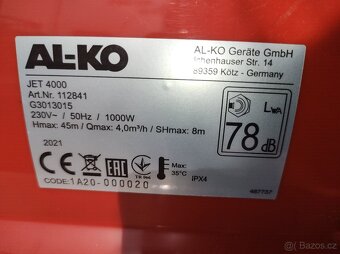 AL-KO
AL-KO Geräte GmbH
Ichenhauser Str. 14
89359 Kötz - Germany
JET 4000
Art.Nr. 112841
G3013015
230V~ / 50Hz / 1000W
Hmax: 45m / Qmax: 4,0m³/h / SHmax: 8m
2021
LWA
78
dB
CE
EAC
Max:
35°C
IPX4
CODE: 1A20-000020
487737
bazos.cz